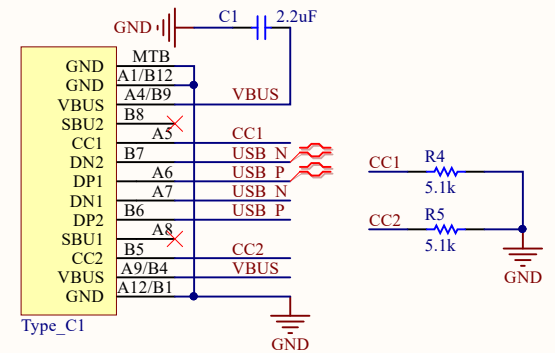 C1 2.2uF
GND
GND MTB
GND A1/B12
VBUS A4/B9 VBUS
SBU2 B8
CC1 A5 CC1
DN2 B7 USB_N
DP1 A6 USB_P
DN1 A7 USB_N
DP2 B6 USB_P
SBU1 A8
CC2 B5 CC2
VBUS A9/B4 VBUS
GND A12/B1
Type_C1
GND
CC1 R4
5.1k
CC2 R5
5.1k
GND